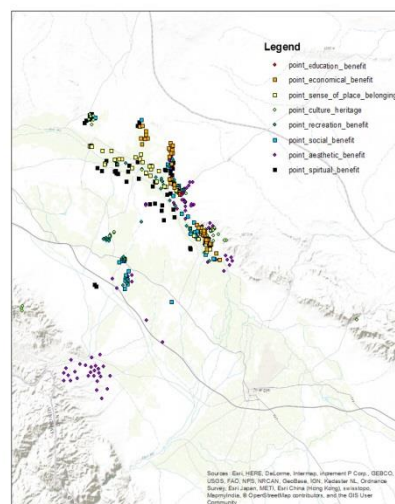 Legend
point_education_benefit
point_economical_benefit
point_sense_of_place_belonging
point_culture_heritage
point_recreation_benefit
point_social_benefit
point_aesthetic_benefit
point_spirtual_benefit
Sources: Esri, HERE, DeLorme, Intermap, increment P Corp., GEBCO,
USGS, FAO, NPS, NRCAN, GeoBase, IGN, Kadaster NL, Ordnance
Survey, Esri Japan, METI, Esri China (Hong Kong), swisstopo,
MapmyIndia, © OpenStreetMap contributors, and the GIS User
Community